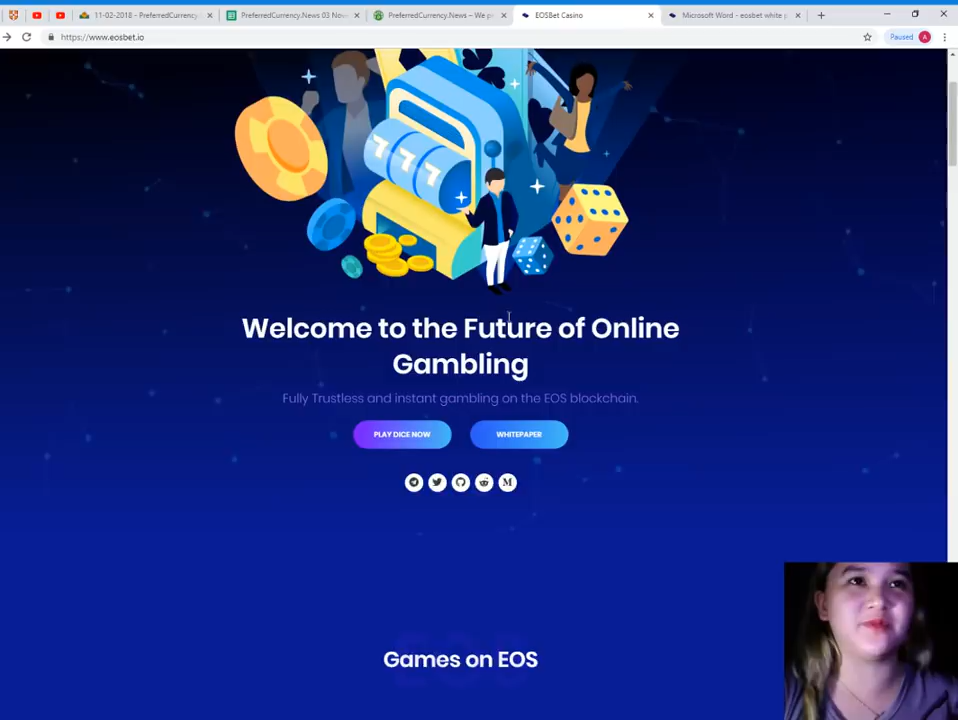 11-02-2018 - PreferredCurrency
PreferredCurrency.News 03 Nov
PreferredCurrency.News – We p
EOSBet Casino
Microsoft Word - eosbet white p
https://www.eosbet.io
Paused
A
777
Welcome to the Future of Online
Gambling
Fully Trustless and instant gambling on the EOS blockchain.
PLAY DICE NOW
WHITEPAPER
Games on EOS